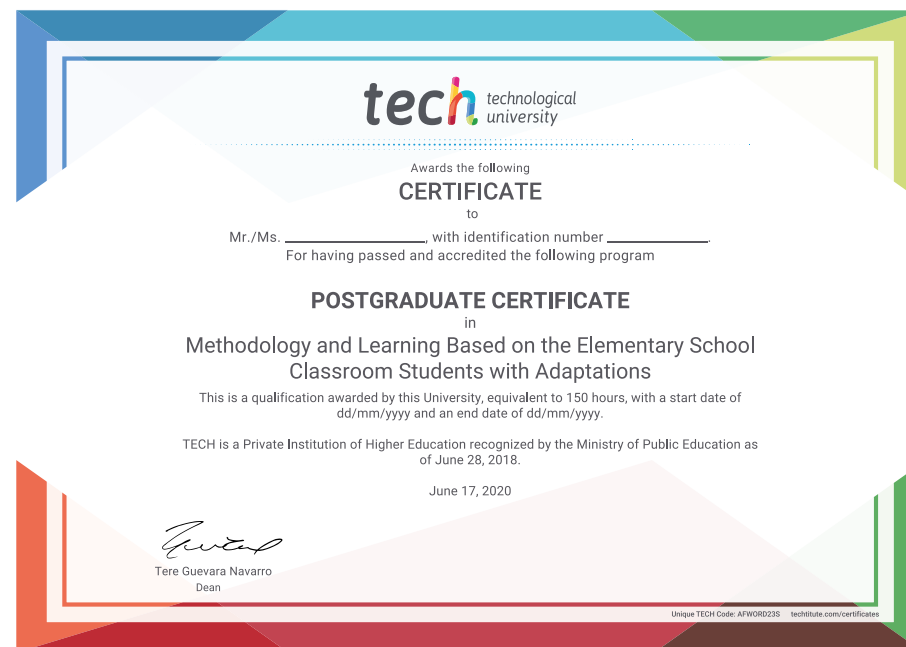 tech technological
university
Awards the following
CERTIFICATE
to
Mr./Ms. ____________________, with identification number ______________.
For having passed and accredited the following program
POSTGRADUATE CERTIFICATE
in
Methodology and Learning Based on the Elementary School
Classroom Students with Adaptations
This is a qualification awarded by this University, equivalent to 150 hours, with a start date of
dd/mm/yyyy and an end date of dd/mm/yyyy.
TECH is a Private Institution of Higher Education recognized by the Ministry of Public Education as
of June 28, 2018.
June 17, 2020
Tere Guevara Navarro
Dean
Unique TECH Code: AFWORD23S techtitute.com/certificates